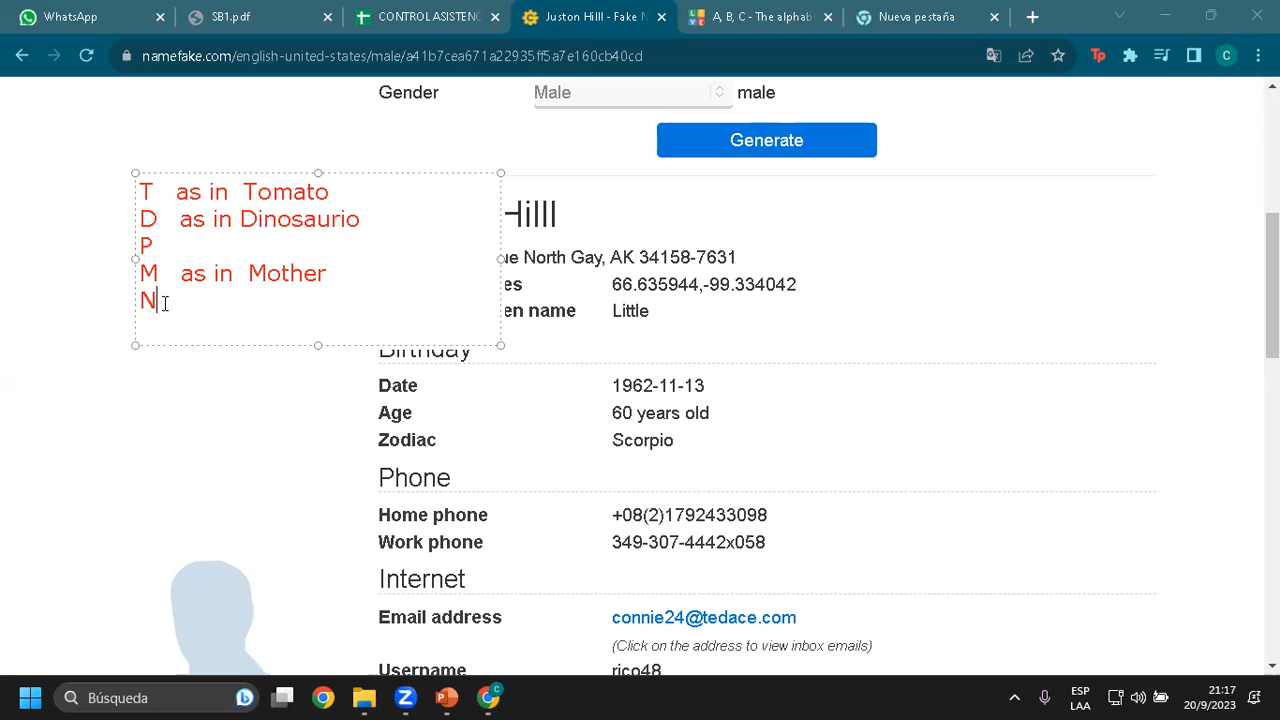 WhatsApp
SB1.pdf
CONTROL ASISTENC
Juston Hilll - Fake N
A, B, C - The alphab
Nueva pestaña
namefake.com/english-united-states/male/a41b7cea671a22935ff5a7e160cb40cd
Gender Male male
Generate
T as in Tomato
D as in Dinosaurio
P
M as in Mother
N
Hilll
ue North Gay, AK 34158-7631
es 66.635944,-99.334042
en name Little
Birthday
Date 1962-11-13
Age 60 years old
Zodiac Scorpio
Phone
Home phone +08(2)1792433098
Work phone 349-307-4442x058
Internet
Email address connie24@tedace.com
(Click on the address to view inbox emails)
Username rico48
Búsqueda
ESP
LAA
21:17
20/9/2023